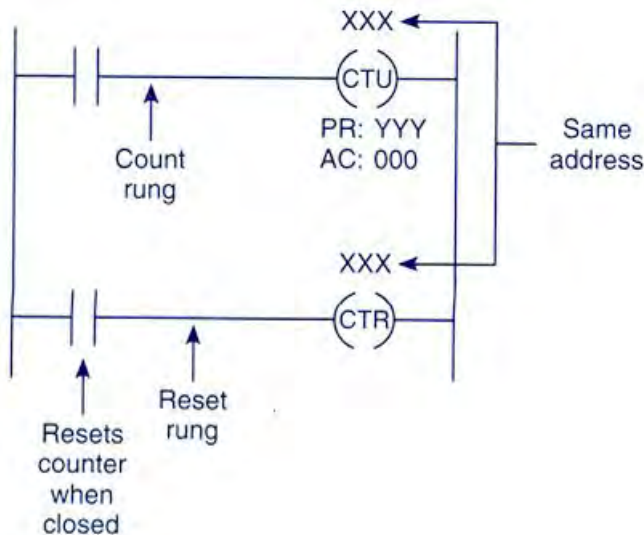 XXX
CTU
PR: YYY
AC: 000
Count
rung
Same
address
XXX
CTR
Reset
rung
Resets
counter
when
closed